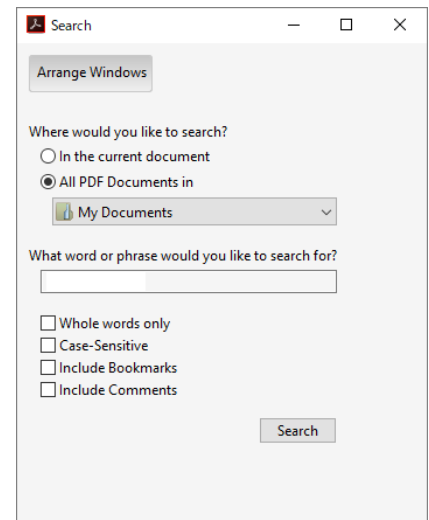 Search
Arrange Windows
Where would you like to search?
In the current document
All PDF Documents in
My Documents
What word or phrase would you like to search for?
Whole words only
Case-Sensitive
Include Bookmarks
Include Comments
Search